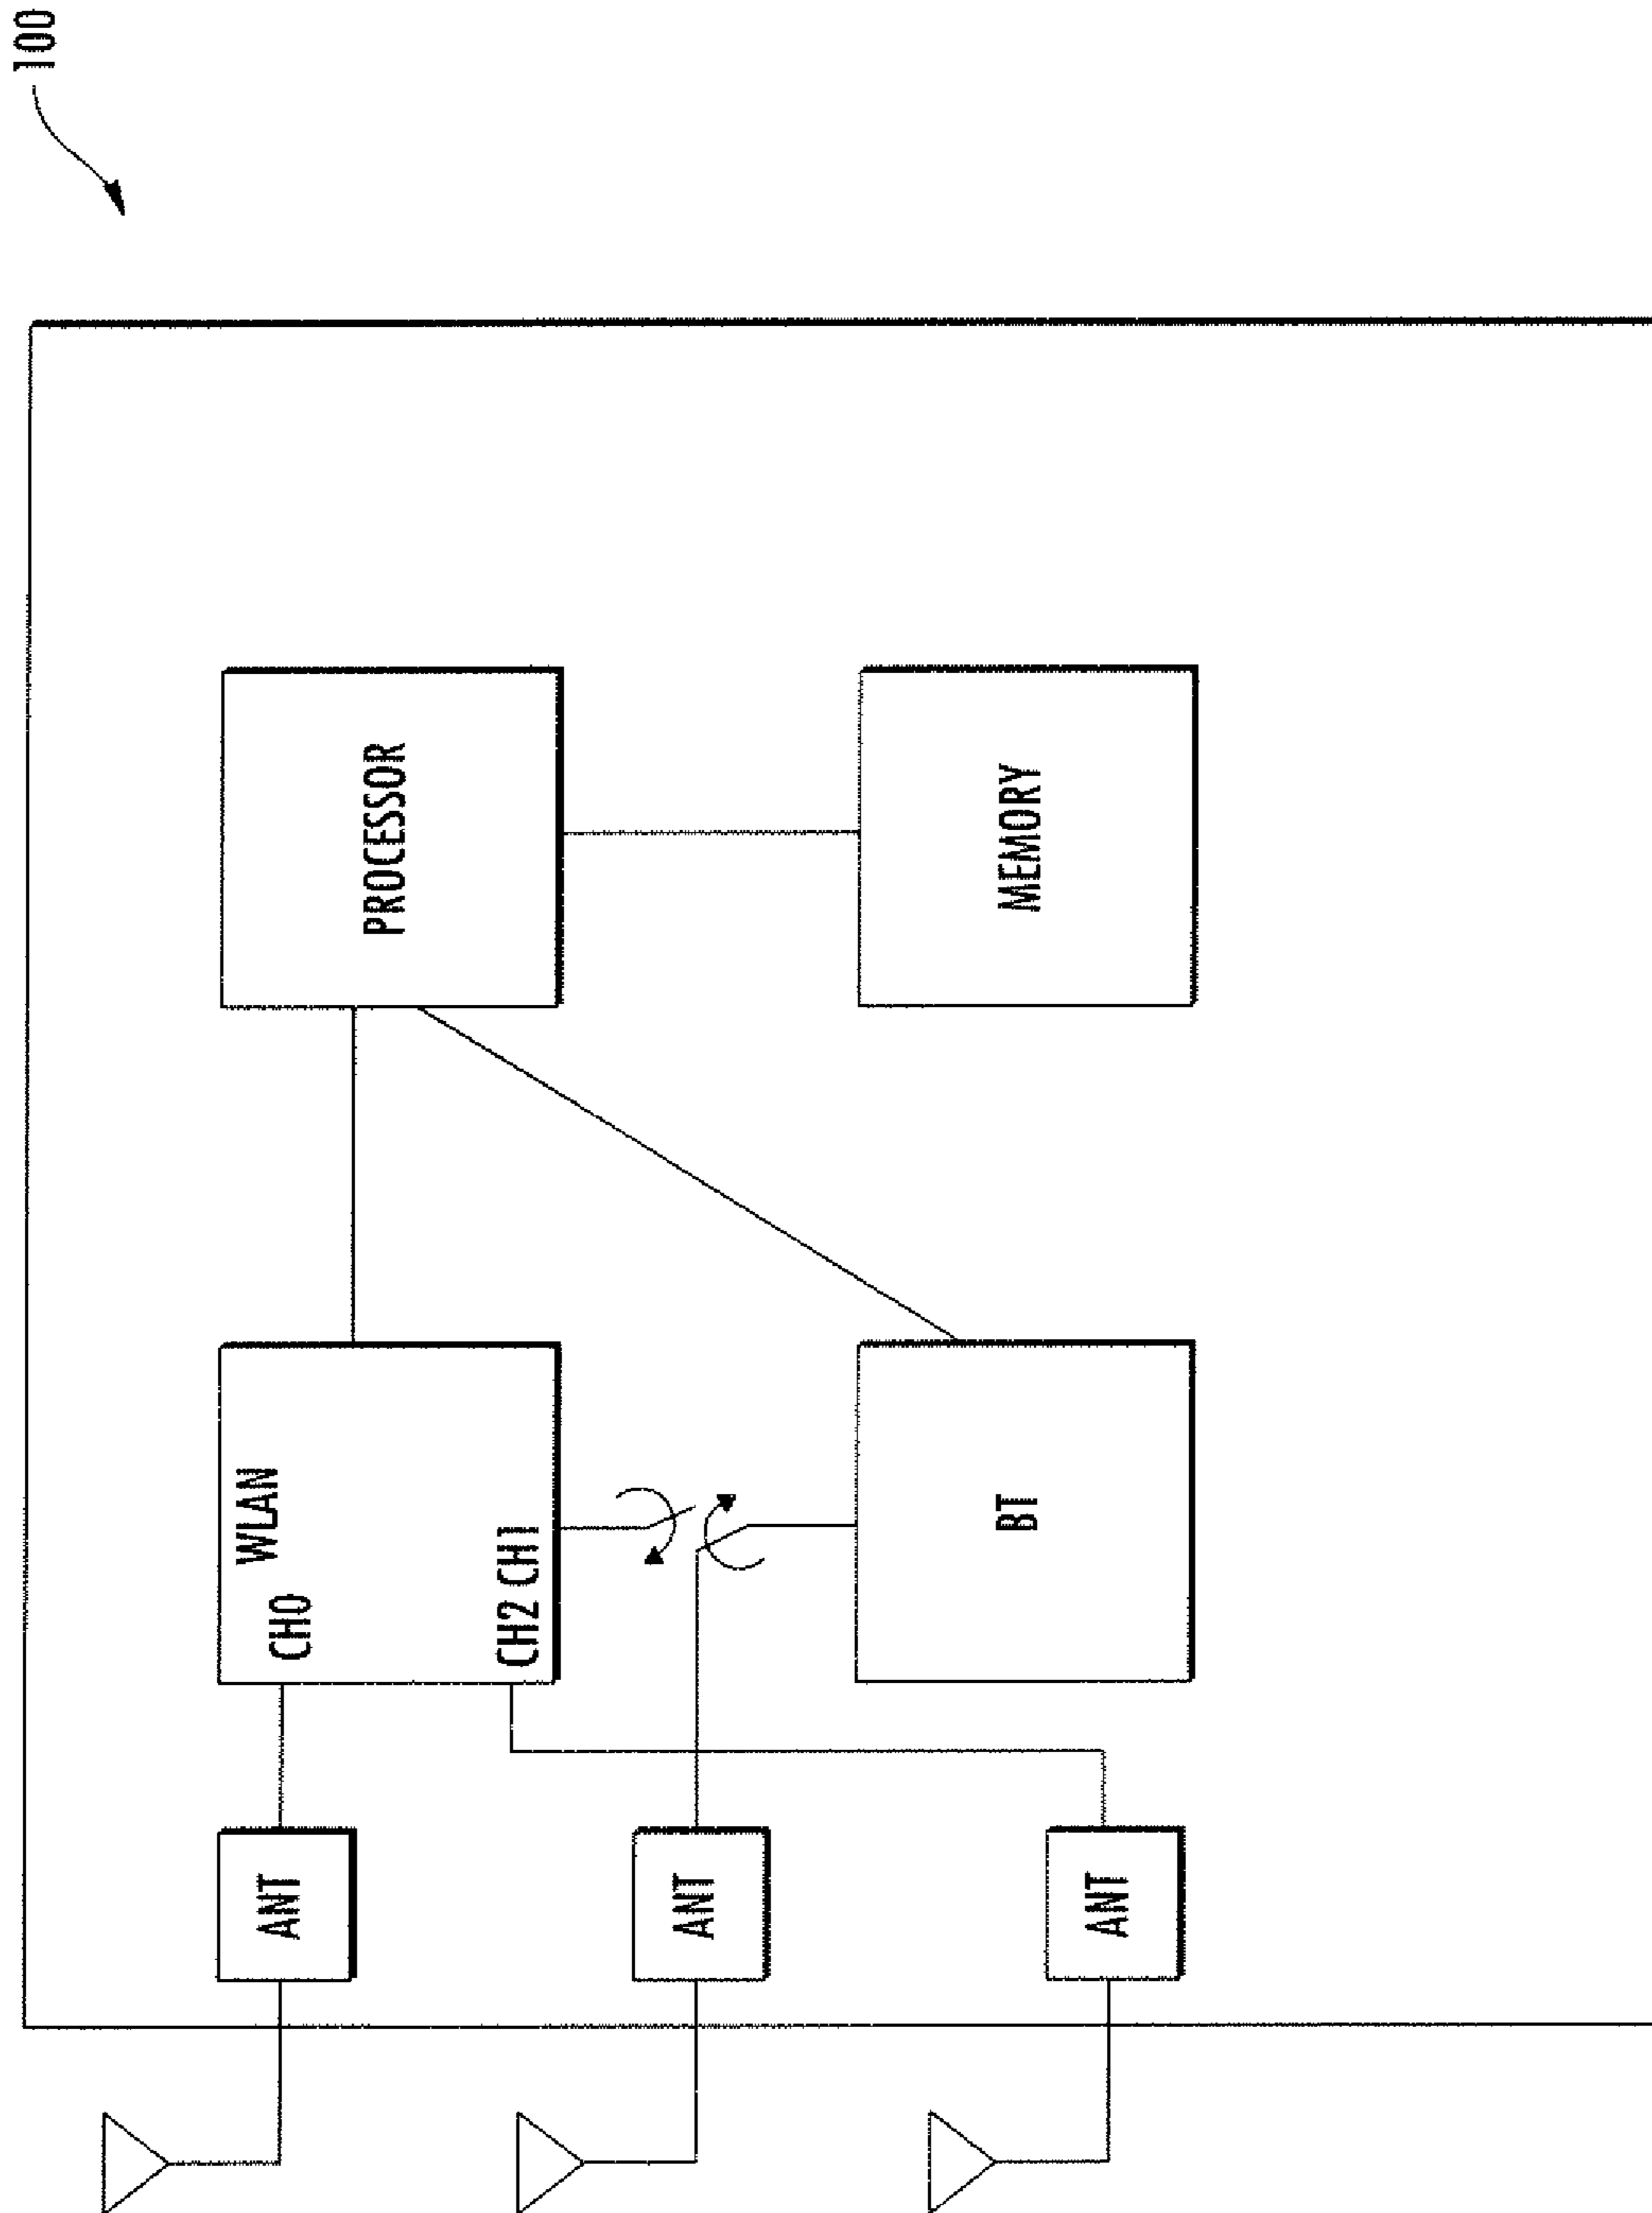 100
PROCESSOR
MEMORY
WLAN
CH0
CH2 CH1
BT
ANT
ANT
ANT